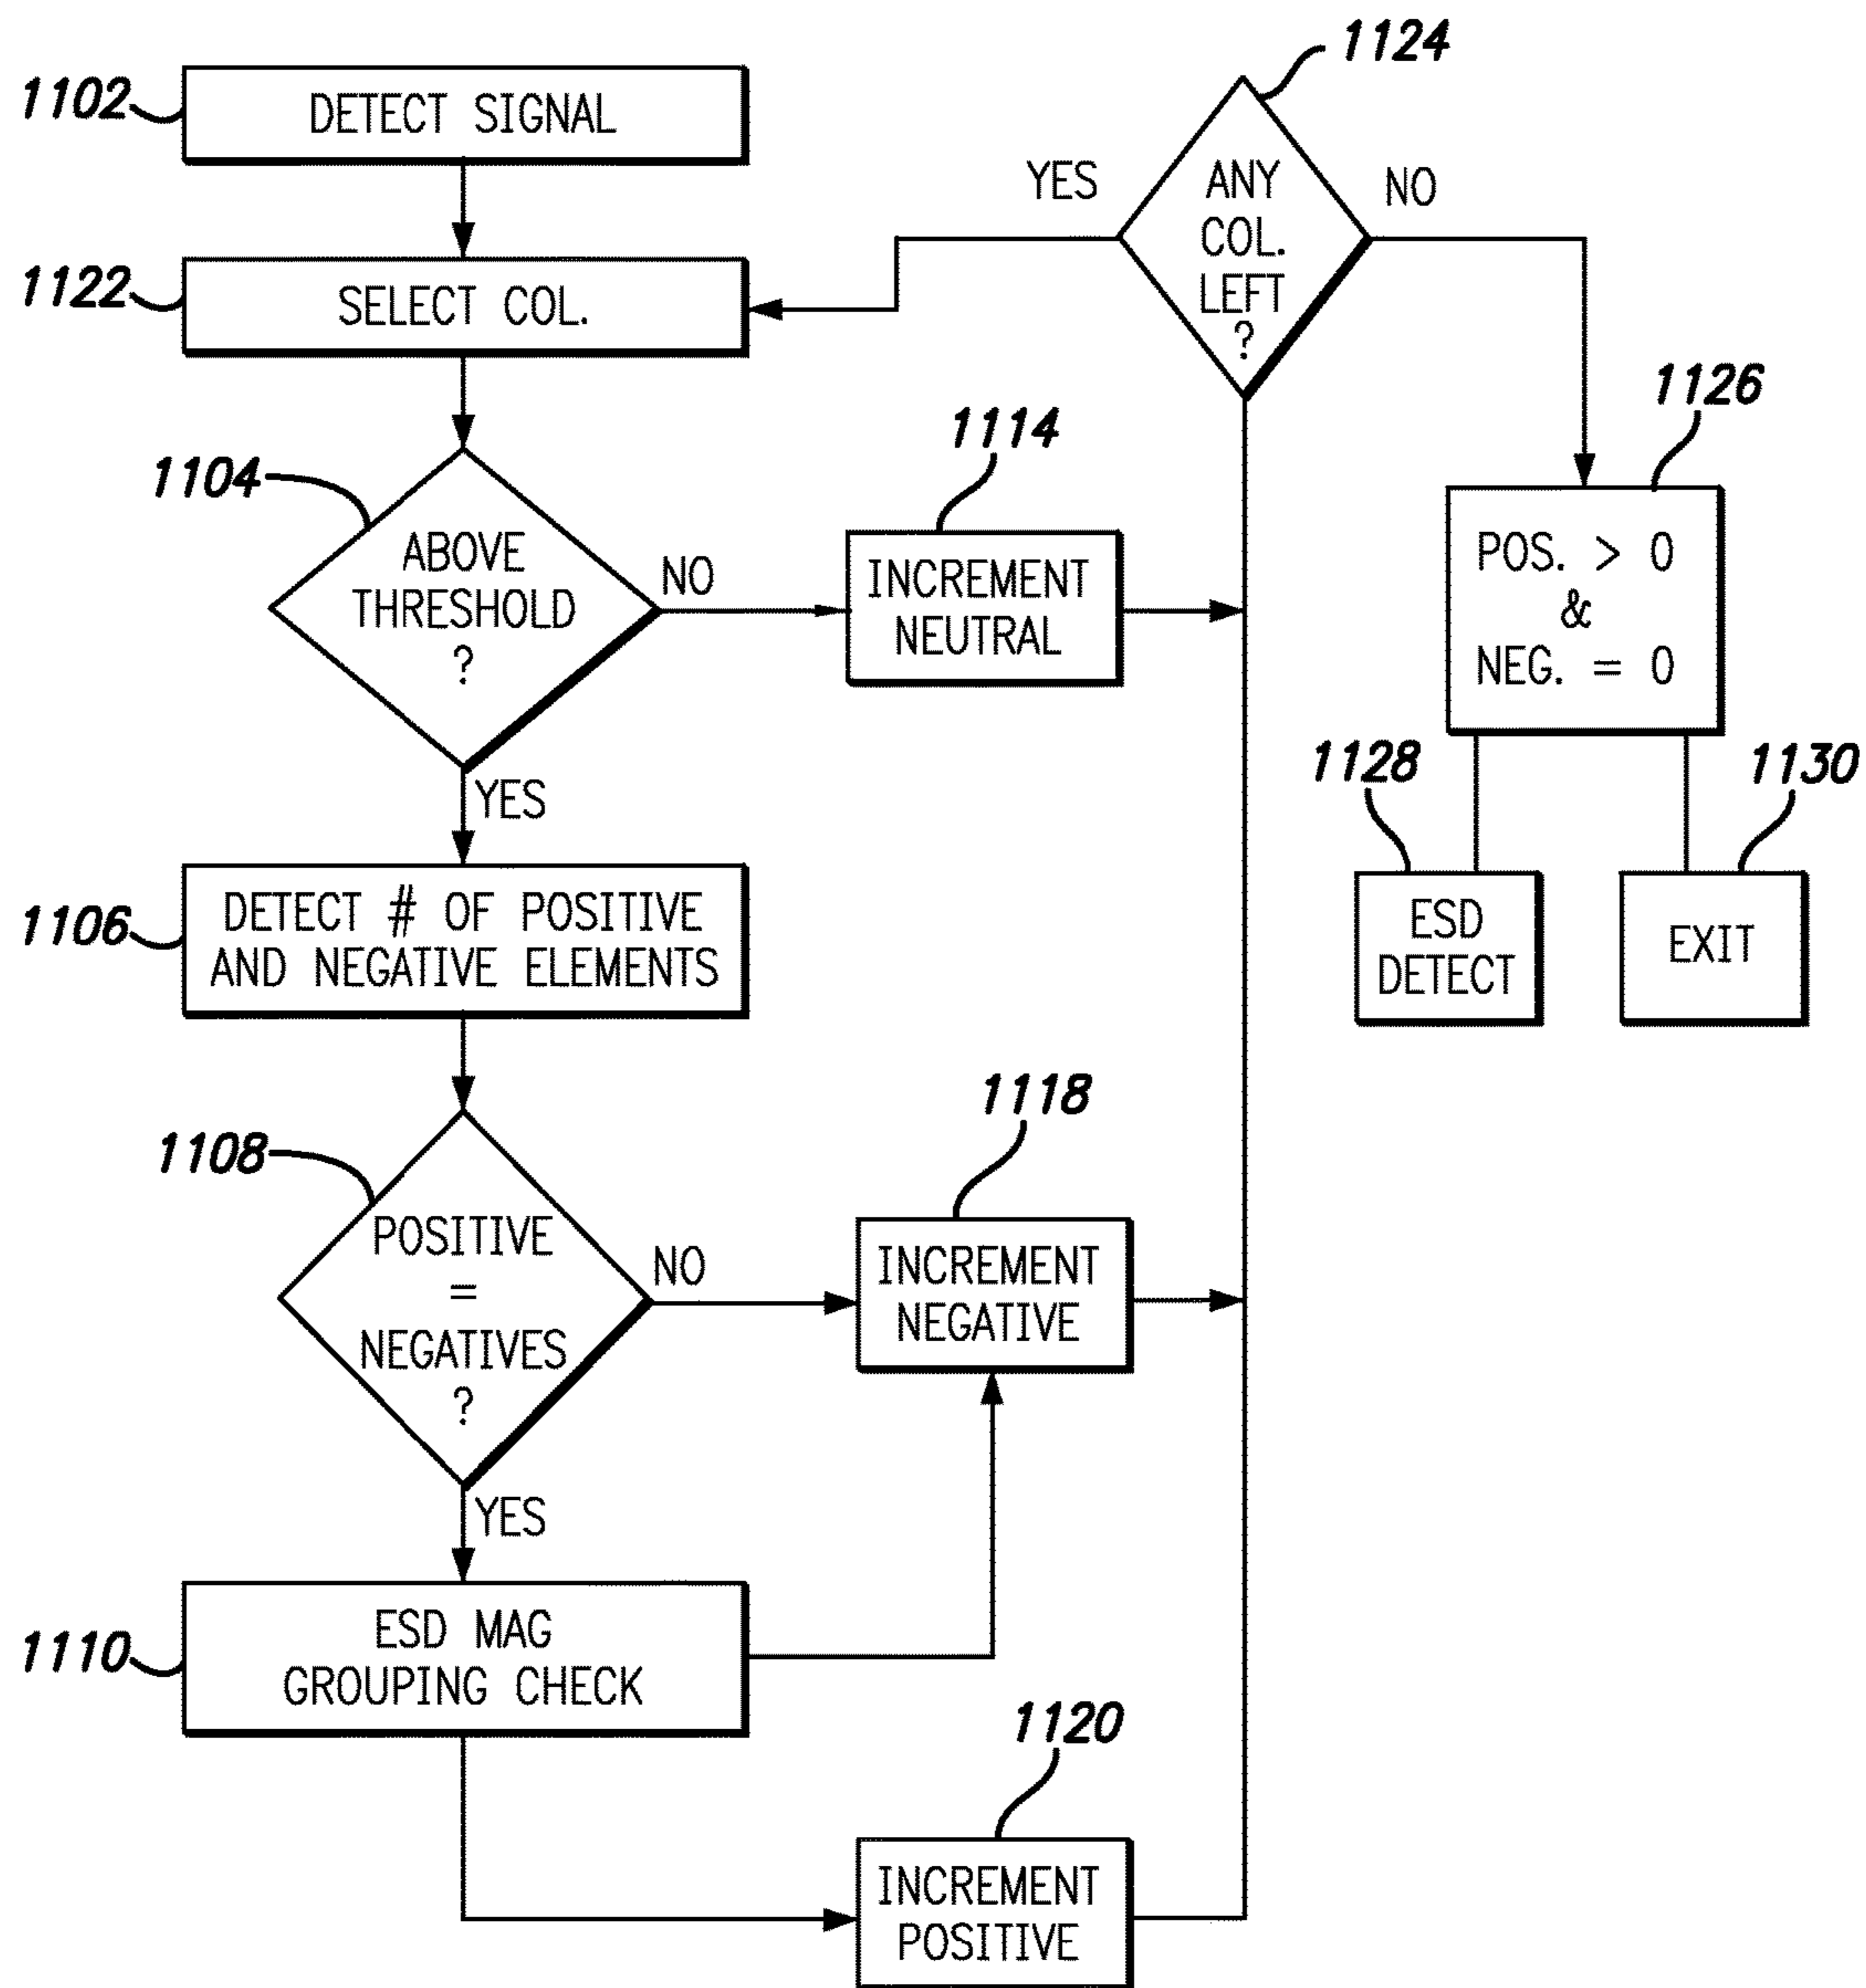 1102
DETECT SIGNAL
1122
SELECT COL.
1104
ABOVE
THRESHOLD
?
NO
YES
1114
INCREMENT
NEUTRAL
1106
DETECT # OF POSITIVE
AND NEGATIVE ELEMENTS
1108
POSITIVE
=
NEGATIVES
?
NO
YES
1118
INCREMENT
NEGATIVE
1110
ESD MAG
GROUPING CHECK
1120
INCREMENT
POSITIVE
1124
ANY
COL.
LEFT
?
YES
NO
1126
POS. > 0
&
NEG. = 0
1128
ESD
DETECT
1130
EXIT